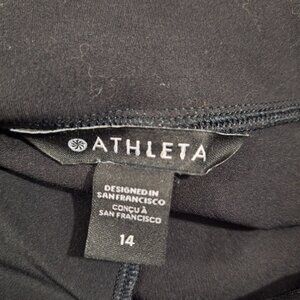 ATHLETA
DESIGNED IN
SAN FRANCISCO
CONÇU À
SAN FRANCISCO
14